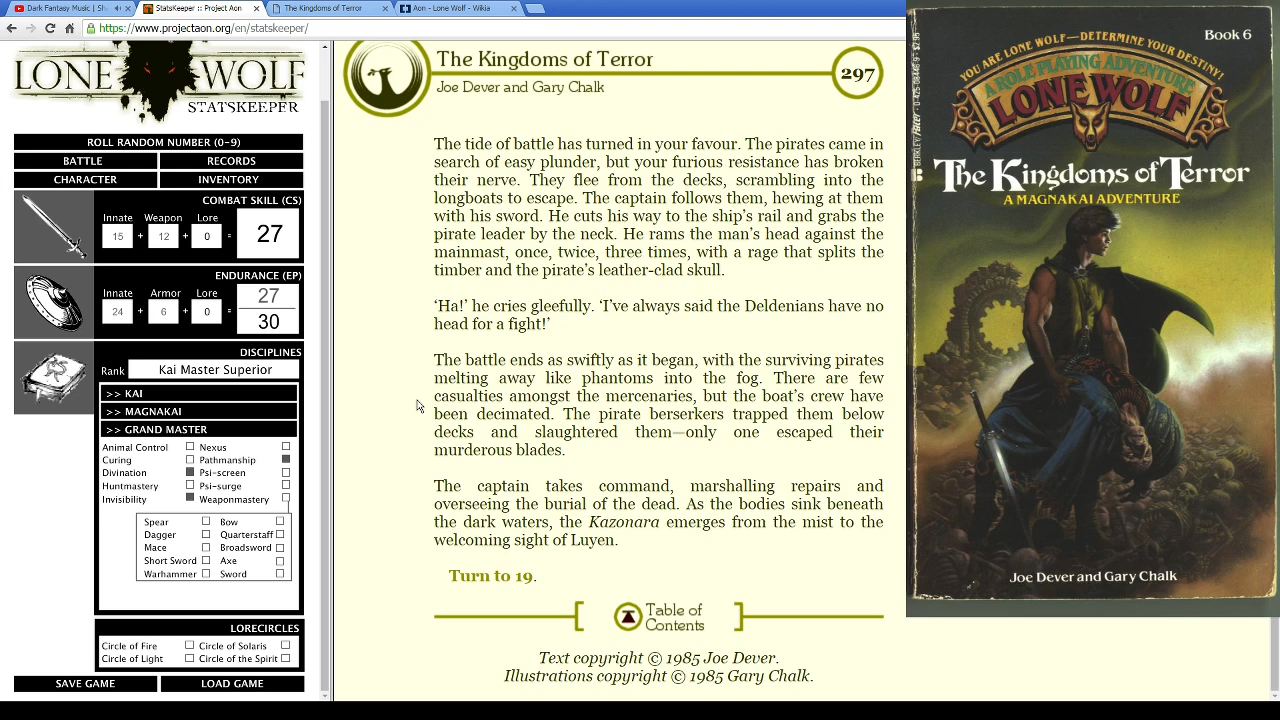 Dark Fantasy Music | Sh
StatsKeeper :: Project Aon
The Kingdoms of Terror
Aon - Lone Wolf - Wikia
https://www.projectaon.org/en/statskeeper/
LONE WOLF
STATSKEEPER
ROLL RANDOM NUMBER (0-9)
BATTLE RECORDS
CHARACTER INVENTORY
COMBAT SKILL (CS)
Innate Weapon Lore
15 + 12 + 0 = 27
ENDURANCE (EP)
Innate Armor Lore
27
24 + 6 + 0 = 30
DISCIPLINES
Rank Kai Master Superior
>> KAI
>> MAGNAKAI
>> GRAND MASTER
Animal Control Nexus
Curing Pathmanship
Divination Psi-screen
Huntmastery Psi-surge
Invisibility Weaponmastery
Spear Bow
Dagger Quarterstaff
Mace Broadsword
Short Sword Axe
Warhammer Sword
LORECIRCLES
Circle of Fire Circle of Solaris
Circle of Light Circle of the Spirit
SAVE GAME LOAD GAME
The Kingdoms of Terror
297
Joe Dever and Gary Chalk
The tide of battle has turned in your favour. The pirates came in
search of easy plunder, but your furious resistance has broken
their nerve. They flee from the decks, scrambling into the
longboats to escape. The captain follows them, hewing at them
with his sword. He cuts his way to the ship’s rail and grabs the
pirate leader by the neck. He rams the man’s head against the
mainmast, once, twice, three times, with a rage that splits the
timber and the pirate’s leather-clad skull.
‘Ha!’ he cries gleefully. ‘I’ve always said the Deldenians have no
head for a fight!’
The battle ends as swiftly as it began, with the surviving pirates
melting away like phantoms into the fog. There are few
casualties amongst the mercenaries, but the boat’s crew have
been decimated. The pirate berserkers trapped them below
decks and slaughtered them—only one escaped their
murderous blades.
The captain takes command, marshalling repairs and
overseeing the burial of the dead. As the bodies sink beneath
the dark waters, the Kazonara emerges from the mist to the
welcoming sight of Luyen.
Turn to 19.
Table of
Contents
Text copyright © 1985 Joe Dever.
Illustrations copyright © 1985 Gary Chalk.
Book 6
YOU ARE LONE WOLF—DETERMINE YOUR DESTINY!
A ROLE PLAYING ADVENTURE
LONE WOLF
The Kingdoms of Terror
A MAGNAKAI ADVENTURE
Joe Dever and Gary Chalk